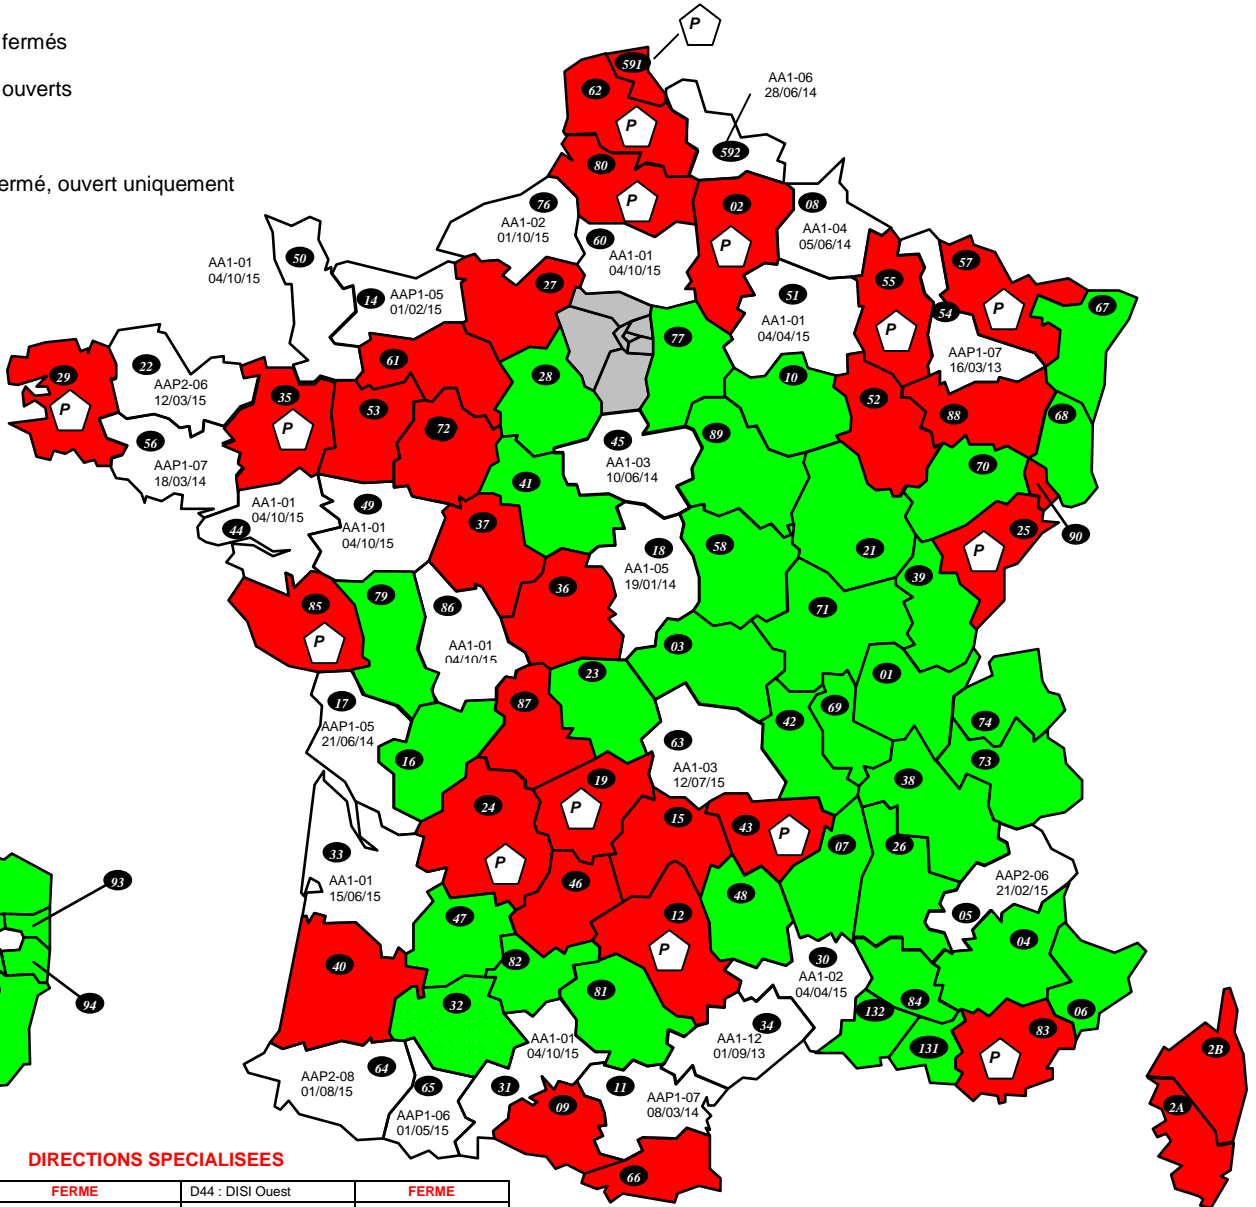 fermés
ouverts
ermé, ouvert uniquement
P
591
62
P
AA1-06
28/06/14
592
80
P
76
AA1-02
01/10/15
60
AA1-01
04/10/15
02
P
08
AA1-04
05/06/14
50
AA1-01
04/10/15
14
AAP1-05
01/02/15
27
51
AA1-01
04/04/15
55
P
54
AAP1-07
16/03/13
57
P
67
29
P
22
AAP2-06
12/03/15
35
P
61
53
72
28
77
10
52
88
68
56
AAP1-07
18/03/14
45
AA1-03
10/06/14
89
70
41
44
AA1-01
04/10/15
49
AA1-01
04/10/15
37
18
AA1-05
19/01/14
58
21
25
P
90
39
36
85
P
79
86
AA1-01
04/10/15
71
03
01
23
17
AAP1-05
21/06/14
87
42
69
74
73
16
63
AA1-03
12/07/15
38
24
P
19
P
15
43
P
07
26
33
AA1-01
15/06/15
46
48
AAP2-06
21/02/15
05
93
94
47
12
P
04
40
82
81
30
AA1-02
04/04/15
84
06
32
132
131
83
P
AA1-01
04/10/15
34
AA1-12
01/09/13
2B
2A
64
AAP2-08
01/08/15
65
AAP1-06
01/05/15
31
09
11
AAP1-07
08/03/14
66
DIRECTIONS SPECIALISEES
FERME D44 : DISI Ouest FERME